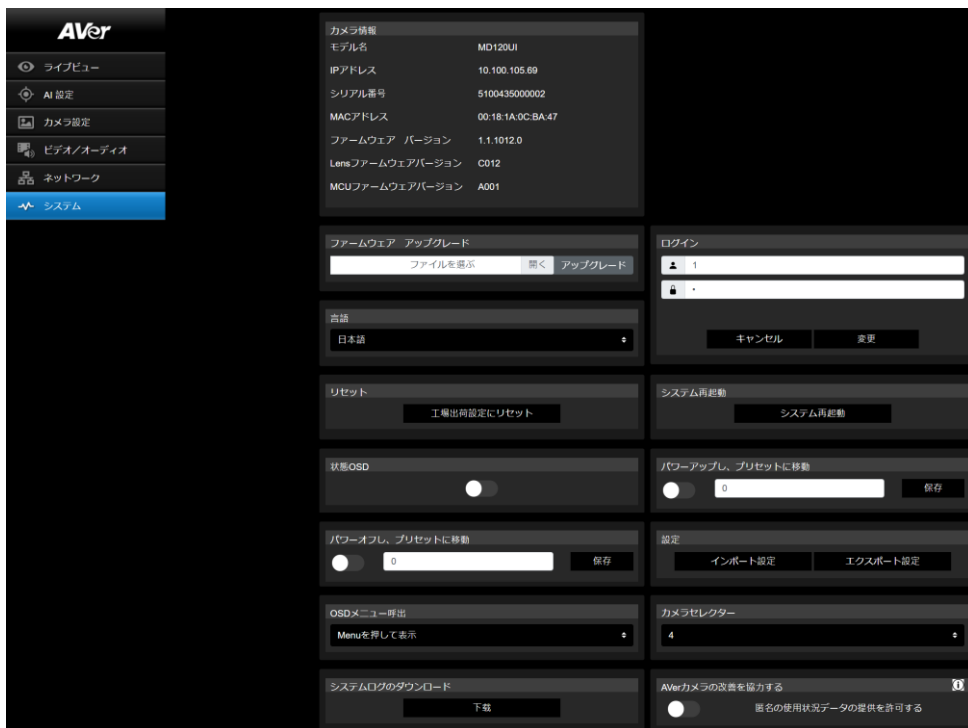 AVer
ライブビュー
AI 設定
カメラ設定
ビデオ/オーディオ
ネットワーク
システム
カメラ情報
モデル名 MD120UI
IPアドレス 10.100.105.69
シリアル番号 5100435000002
MACアドレス 00:18:1A:0C:BA:47
ファームウェア バージョン 1.1.1012.0
Lensファームウェアバージョン C012
MCUファームウェアバージョン A001
ファームウェア アップグレード
ファイルを選ぶ 開く アップグレード
ログイン
1
•
キャンセル 変更
言語
日本語
リセット
工場出荷設定にリセット
システム再起動
システム再起動
状態OSD
パワーアップし、プリセットに移動
0 保存
パワーオフし、プリセットに移動
0 保存
設定
インポート設定 エクスポート設定
OSDメニュー呼出
Menuを押して表示
カメラセレクター
4
システムログのダウンロード
下载
AVerカメラの改善を協力する
匿名の使用状況データの提供を許可する